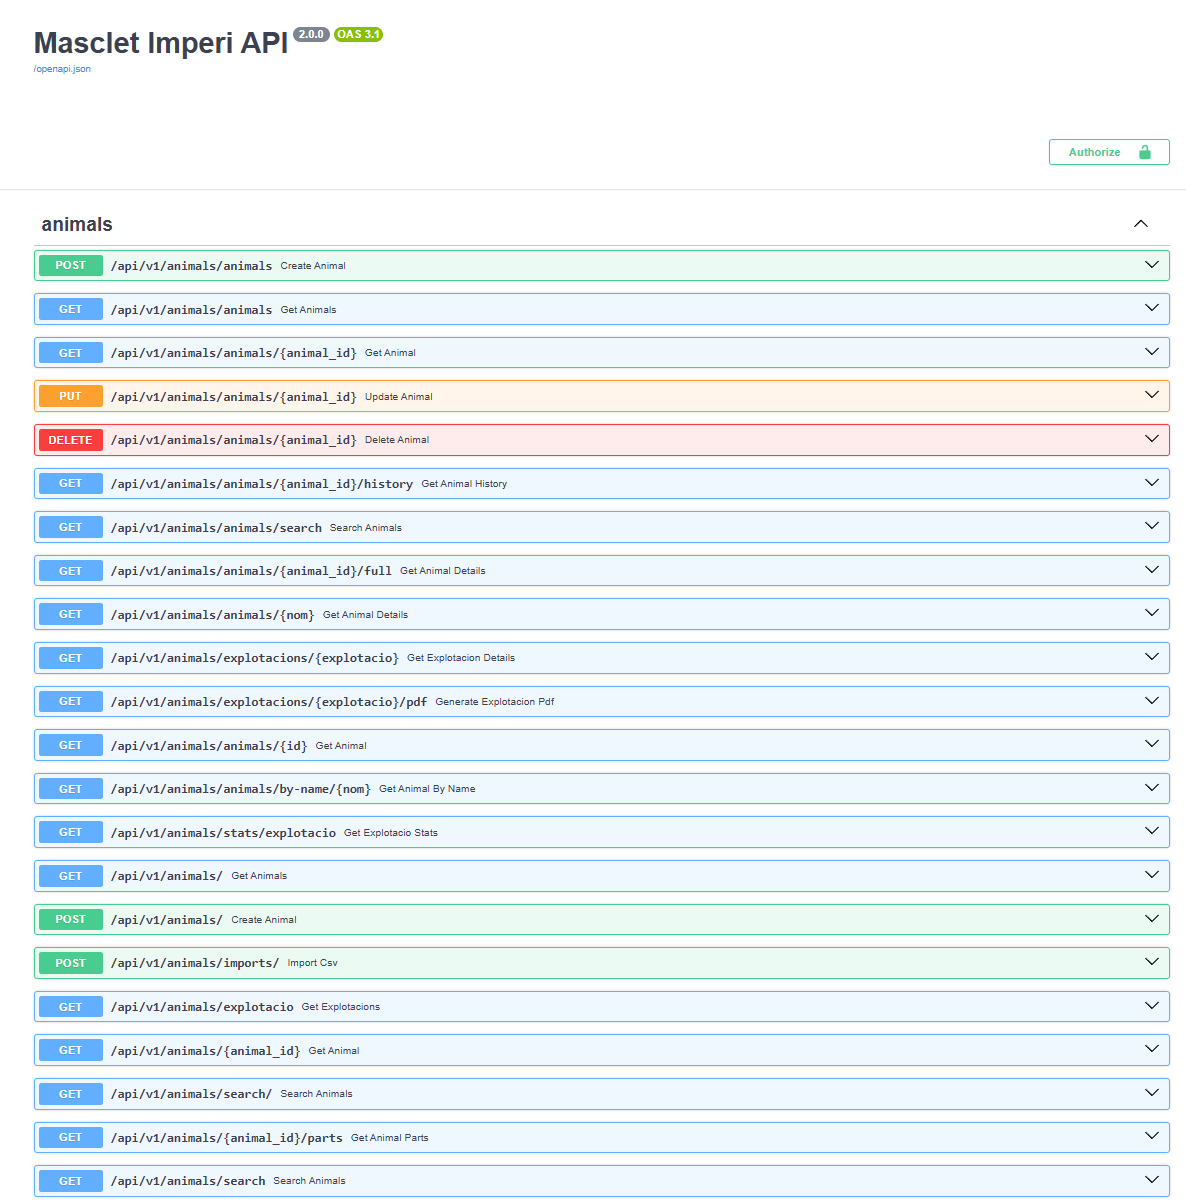 Masclet Imperi API 2.0.0 OAS 3.1
/openapi.json
Authorize
animals
POST /api/v1/animals/animals Create Animal
GET /api/v1/animals/animals Get Animals
GET /api/v1/animals/animals/{animal_id} Get Animal
PUT /api/v1/animals/animals/{animal_id} Update Animal
DELETE /api/v1/animals/animals/{animal_id} Delete Animal
GET /api/v1/animals/animals/{animal_id}/history Get Animal History
GET /api/v1/animals/animals/search Search Animals
GET /api/v1/animals/animals/{animal_id}/full Get Animal Details
GET /api/v1/animals/animals/{nom} Get Animal Details
GET /api/v1/animals/explotacions/{explotacio} Get Explotacion Details
GET /api/v1/animals/explotacions/{explotacio}/pdf Generate Explotacion Pdf
GET /api/v1/animals/animals/{id} Get Animal
GET /api/v1/animals/animals/by-name/{nom} Get Animal By Name
GET /api/v1/animals/stats/explotacio Get Explotacio Stats
GET /api/v1/animals/ Get Animals
POST /api/v1/animals/ Create Animal
POST /api/v1/animals/imports/ Import Csv
GET /api/v1/animals/explotacio Get Explotacions
GET /api/v1/animals/{animal_id} Get Animal
GET /api/v1/animals/search/ Search Animals
GET /api/v1/animals/{animal_id}/parts Get Animal Parts
GET /api/v1/animals/search Search Animals